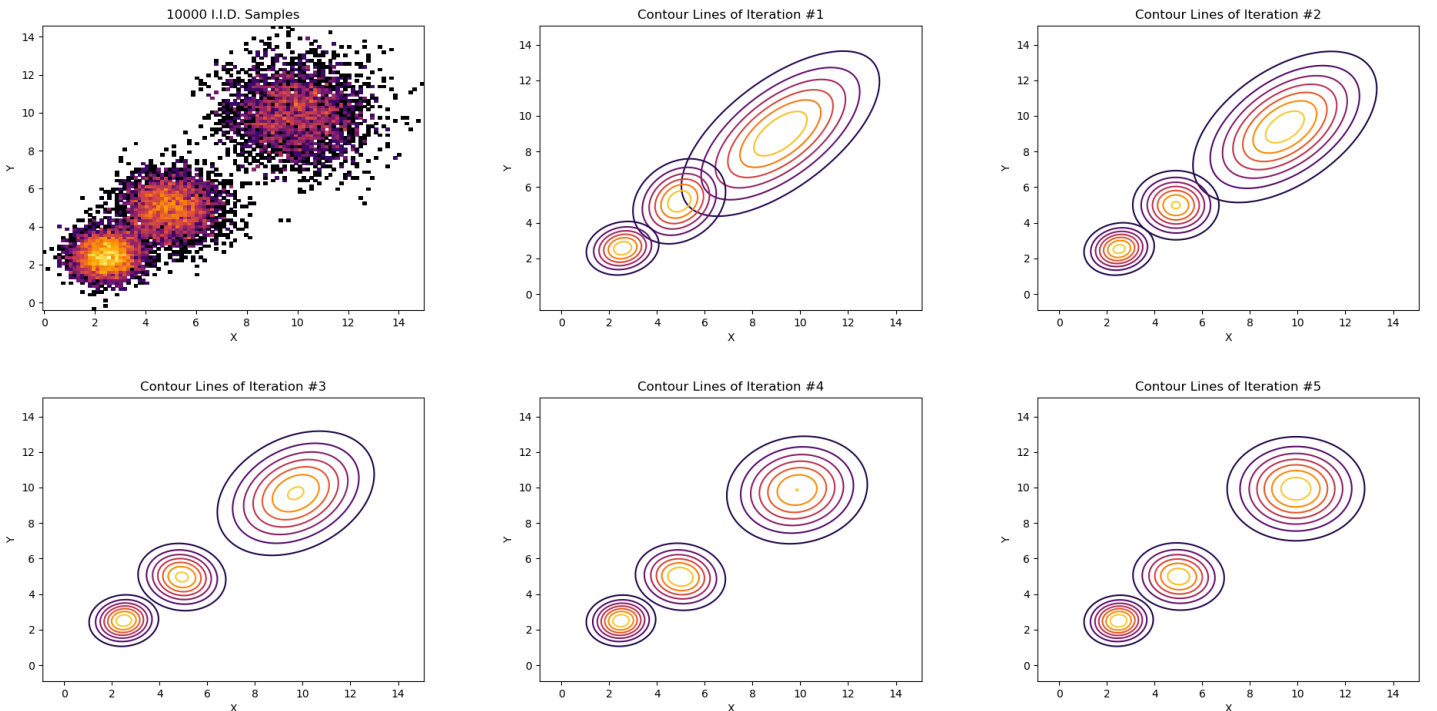 10000 I.I.D. Samples
Y
14
12
10
8
6
4
2
0
0 2 4 6 8 10 12 14
X
Contour Lines of Iteration #1
Y
14
12
10
8
6
4
2
0
0 2 4 6 8 10 12 14
X
Contour Lines of Iteration #2
Y
14
12
10
8
6
4
2
0
0 2 4 6 8 10 12 14
X
Contour Lines of Iteration #3
Y
14
12
10
8
6
4
2
0
0 2 4 6 8 10 12 14
X
Contour Lines of Iteration #4
Y
14
12
10
8
6
4
2
0
0 2 4 6 8 10 12 14
X
Contour Lines of Iteration #5
Y
14
12
10
8
6
4
2
0
0 2 4 6 8 10 12 14
X